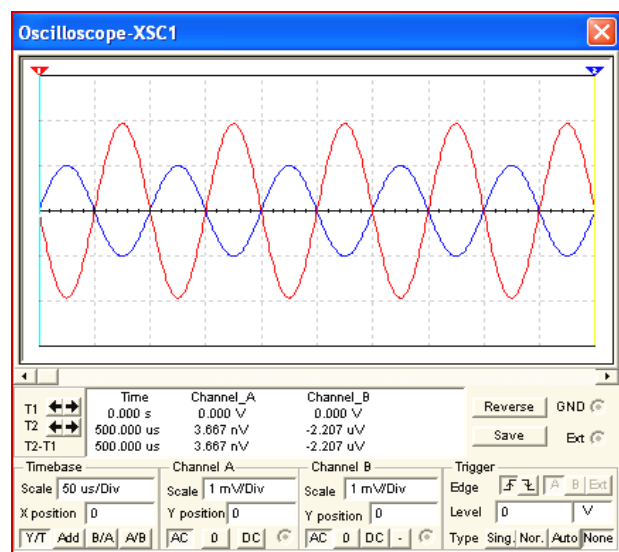 Oscilloscope-XSC1
1
2
Time Channel_A Channel_B
T1 0.000 s 0.000 V 0.000 V
T2 500.000 us 3.667 nV -2.207 uV
T2-T1 500.000 us 3.667 nV -2.207 uV
Reverse GND
Save Ext
Timebase
Scale 50 us/Div
X position 0
Y/T Add B/A A/B
Channel A
Scale 1 mV/Div
Y position 0
AC 0 DC
Channel B
Scale 1 mV/Div
Y position 0
AC 0 DC -
Trigger
Edge A B Ext
Level 0 V
Type Sing. Nor. Auto None